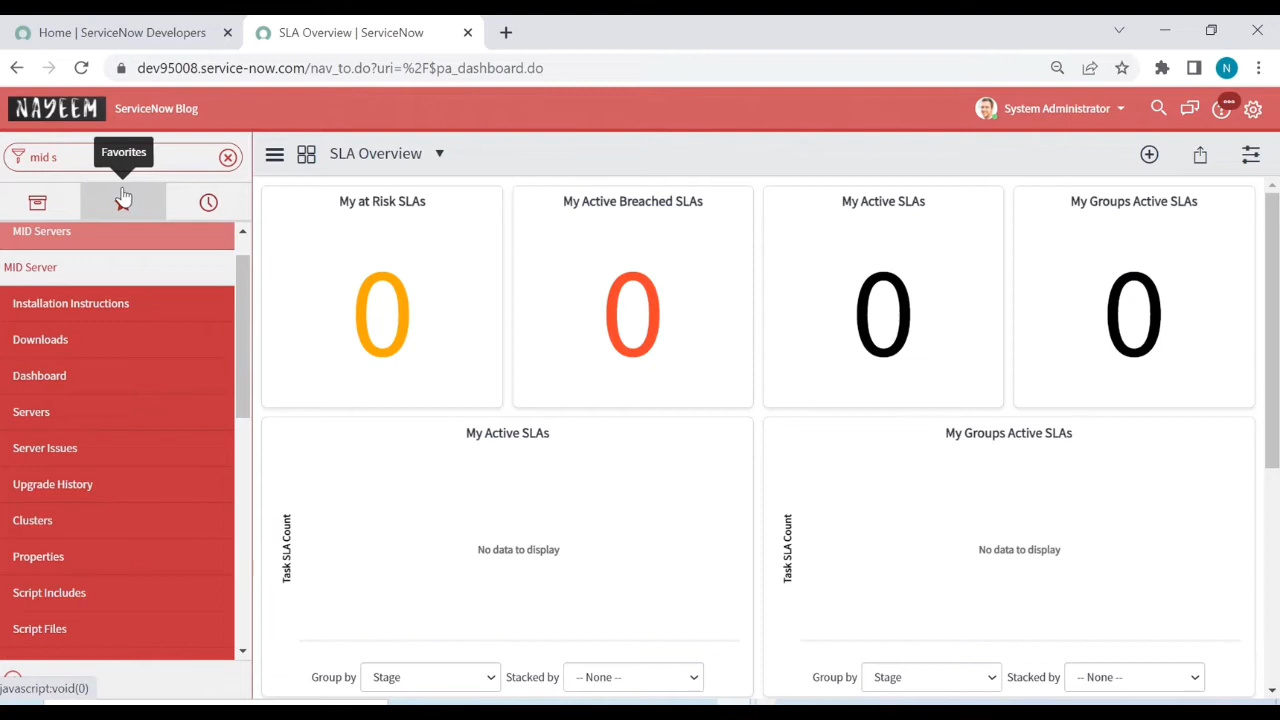 Home | ServiceNow Developers
SLA Overview | ServiceNow
dev95008.service-now.com/nav_to.do?uri=%2F$pa_dashboard.do
N
NAYEEM
ServiceNow Blog
System Administrator
mid s
Favorites
SLA Overview
MID Servers
MID Server
Installation Instructions
Downloads
Dashboard
Servers
Server Issues
Upgrade History
Clusters
Properties
Script Includes
Script Files
javascript:void(0)
My at Risk SLAs
0
My Active Breached SLAs
0
My Active SLAs
0
My Groups Active SLAs
0
My Active SLAs
Task SLA Count
No data to display
Group by Stage Stacked by -- None --
My Groups Active SLAs
Task SLA Count
No data to display
Group by Stage Stacked by -- None --